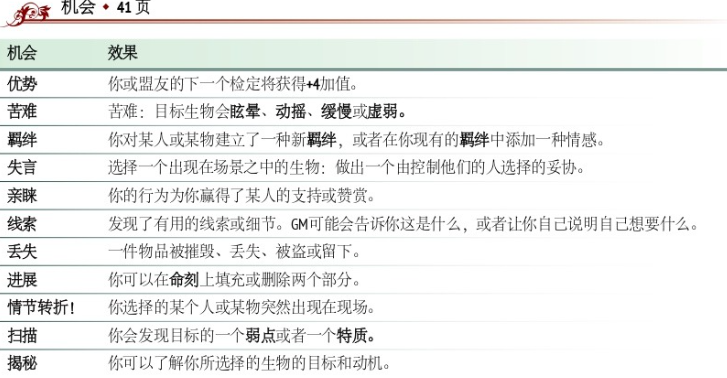 机会 ◆ 41 页
机会 效果
优势 你或盟友的下一个检定将获得+4加值。
苦难 苦难：目标生物会眩晕、动摇、缓慢或虚弱。
羁绊 你对某人或某物建立了一种新羁绊，或者在你现有的羁绊中添加一种情感。
失言 选择一个出现在场景之中的生物：做出一个由控制他们的人选择的妥协。
亲睐 你的行为为你赢得了某人的支持或赞赏。
线索 发现了有用的线索或细节。GM可能会告诉你这是什么，或者让你自己说明自己想要什么。
丢失 一件物品被摧毁、丢失、被盗或留下。
进展 你可以在命刻上填充或删除两个部分。
情节转折! 你选择的某个人或某物突然出现在现场。
扫描 你会发现目标的一个弱点或者一个特质。
揭秘 你可以了解你所选择的生物的目标和动机。